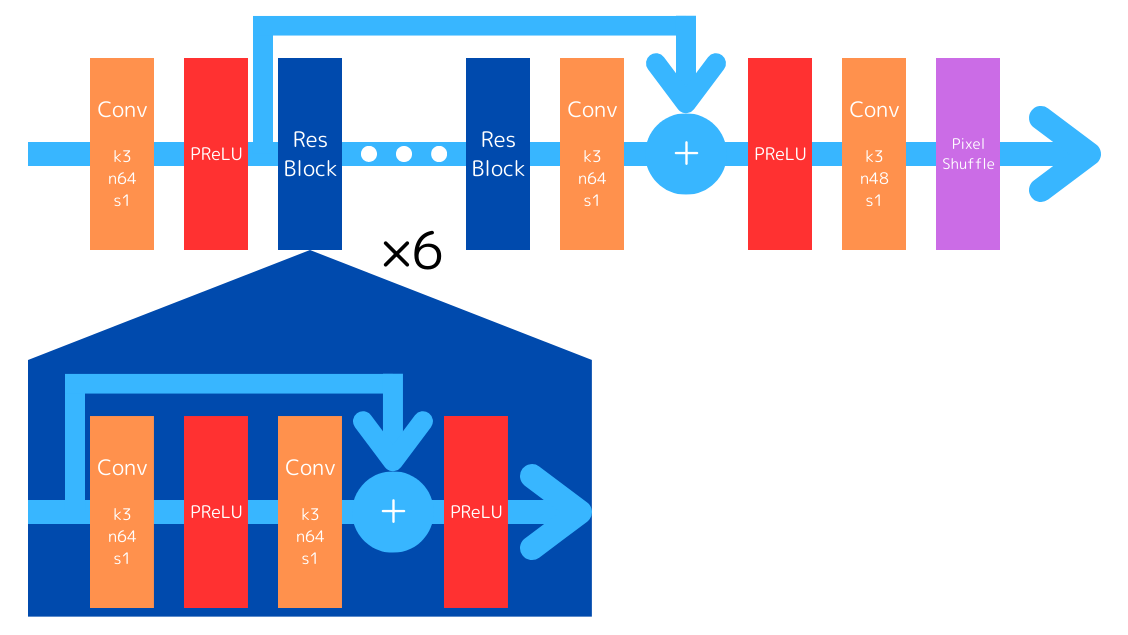 Conv
k3
n64
s1
PReLU
Res
Block
Res
Block
Conv
k3
n64
s1
+
PReLU
Conv
k3
n48
s1
Pixel
Shuffle
×6
Conv
k3
n64
s1
PReLU
Conv
k3
n64
s1
+
PReLU